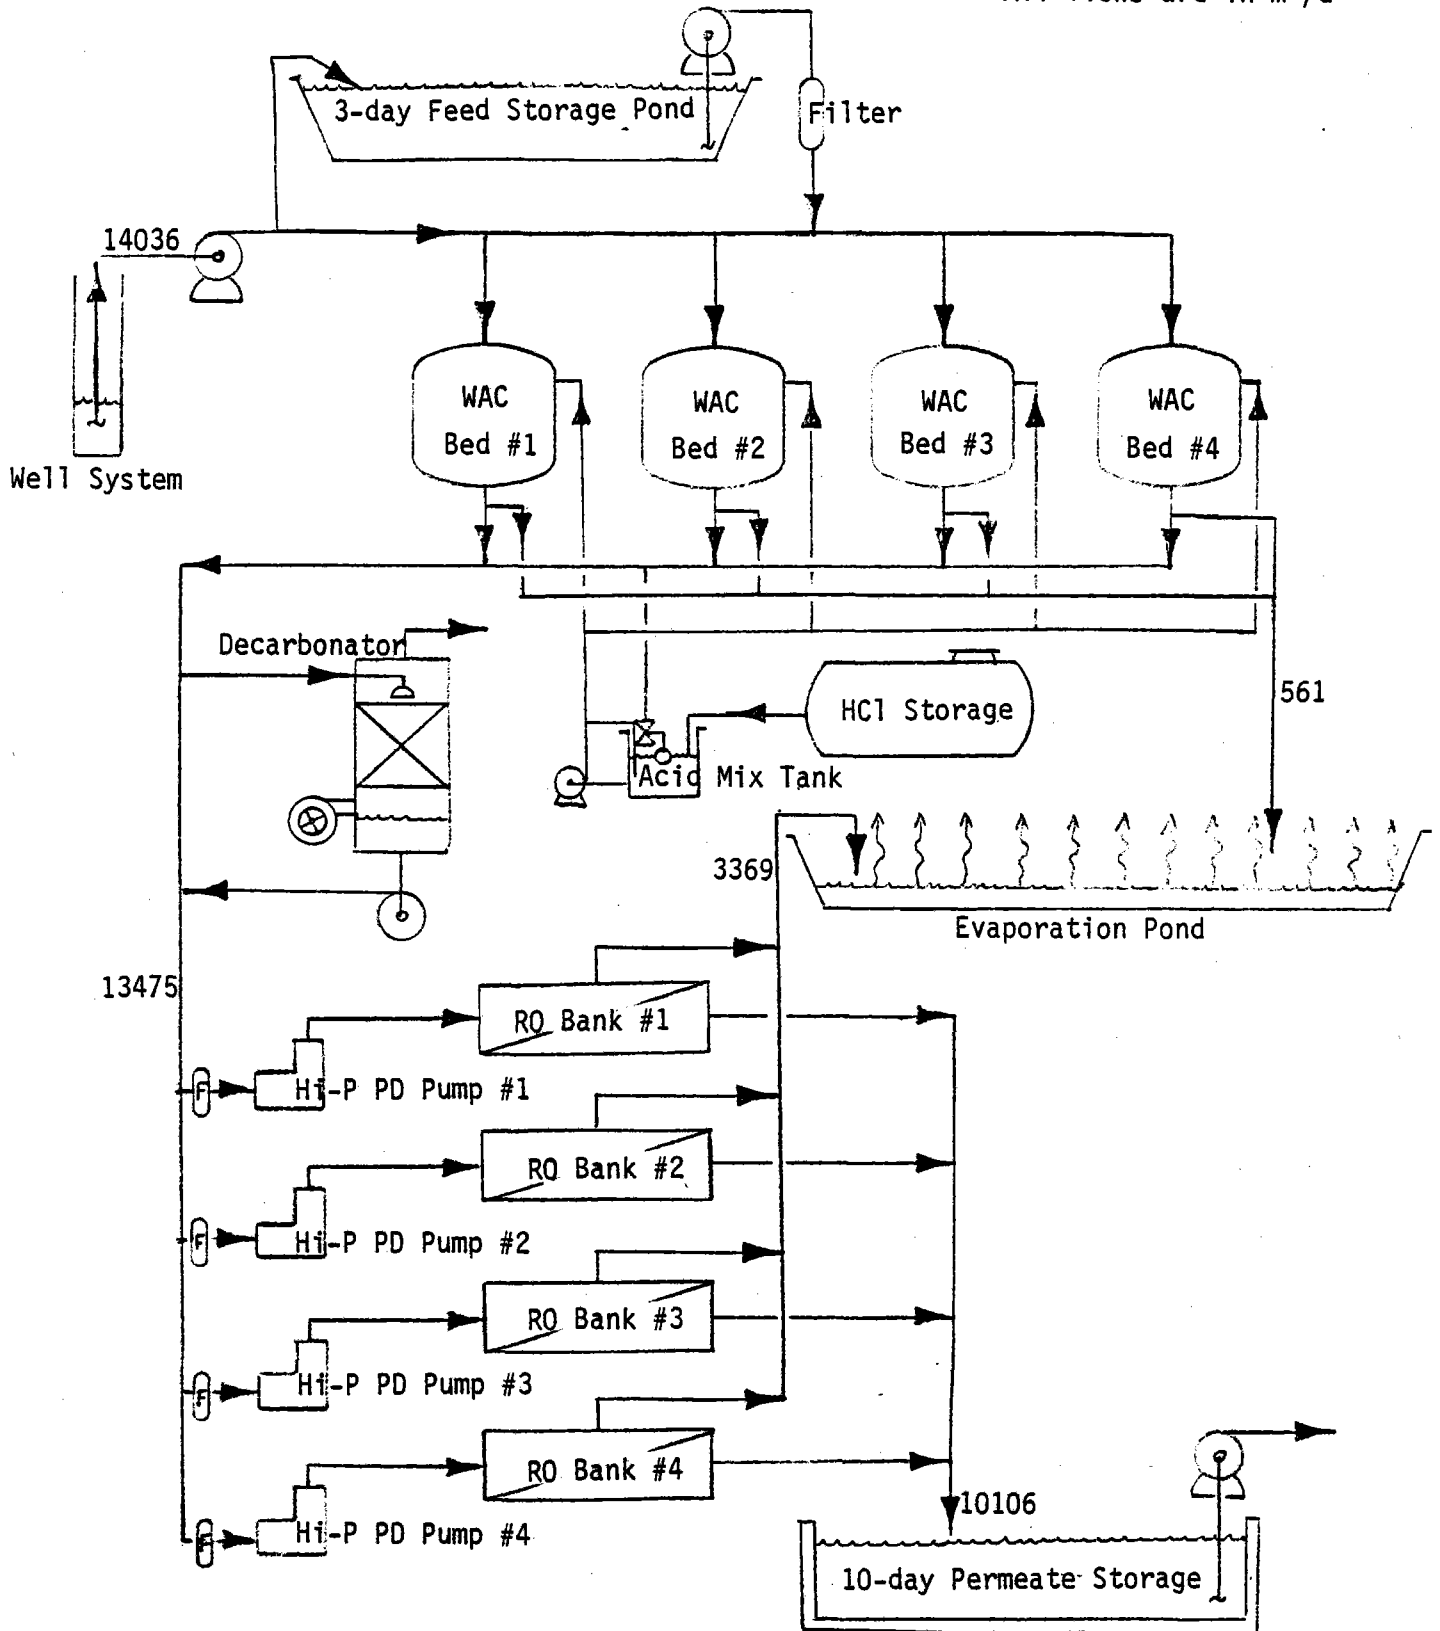 3-day Feed Storage Pond
Filter
14036
WAC
Bed #1
WAC
Bed #2
WAC
Bed #3
WAC
Bed #4
Well System
Decarbonator
HCl Storage
561
Acid Mix Tank
3369
Evaporation Pond
13475
RO Bank #1
F
Hi-P PD Pump #1
RO Bank #2
F
Hi-P PD Pump #2
RO Bank #3
F
Hi-P PD Pump #3
RO Bank #4
F
Hi-P PD Pump #4
10106
10-day Permeate Storage